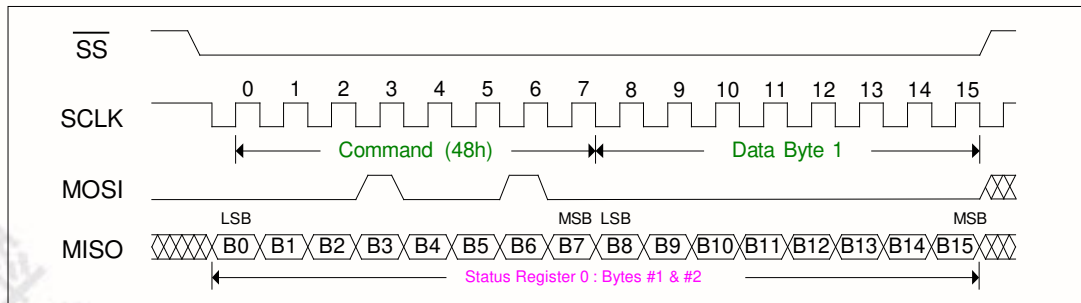 SS
0 1 2 3 4 5 6 7 8 9 10 11 12 13 14 15
SCLK
Command (48h) Data Byte 1
MOSI
LSB MSB LSB MSB
MISO B0 B1 B2 B3 B4 B5 B6 B7 B8 B9 B10 B11 B12 B13 B14 B15
Status Register 0 : Bytes #1 & #2